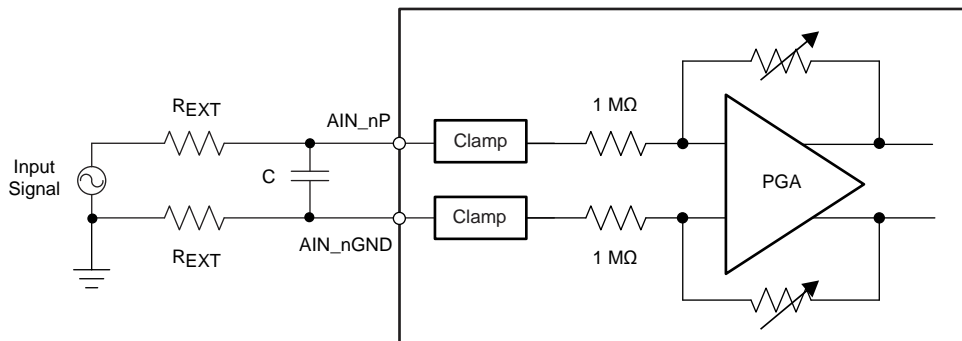 REXT
AIN_nP
Input
Signal
C
REXT
AIN_nGND
Clamp
1 MΩ
Clamp
1 MΩ
PGA